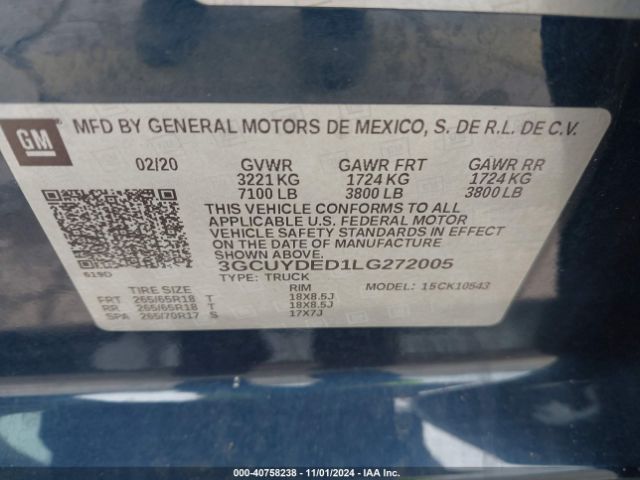 GM
MFD BY GENERAL MOTORS DE MEXICO, S. DE R.L. DE C.V.
02/20 GVWR GAWR FRT GAWR RR
3221 KG 1724 KG 1724 KG
7100 LB 3800 LB 3800 LB
THIS VEHICLE CONFORMS TO ALL
APPLICABLE U.S. FEDERAL MOTOR
VEHICLE SAFETY STANDARDS IN EFFECT
ON THE DATE OF MANUFACTURE
SHOWN ABOVE.
3GCUYDED1LG272005
619D
TYPE: TRUCK
TIRE SIZE RIM MODEL: 15CK10543
FRT 265/65R18 T 18X8.5J
RR 265/65R18 T 18X8.5J
SPA 265/70R17 S 17X7J
STOCK#: 40758238 - 11/01/2024 - IAA Inc.